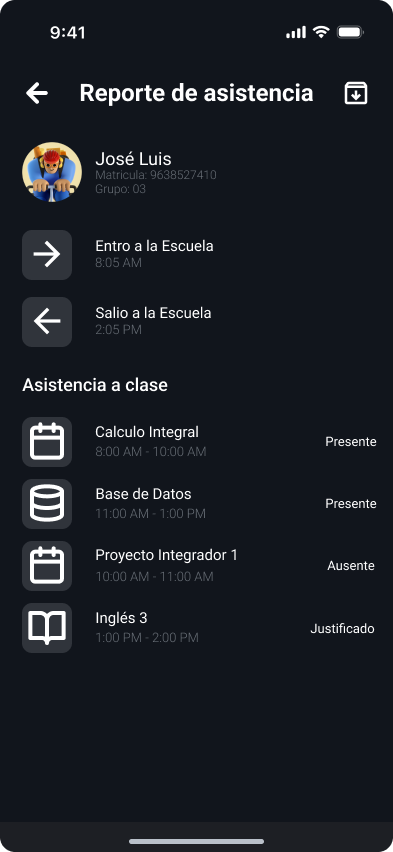 9:41
Reporte de asistencia
José Luis
Matricula: 9638527410
Grupo: 03
Entro a la Escuela
8:05 AM
Salio a la Escuela
2:05 PM
Asistencia a clase
Calculo Integral
8:00 AM - 10:00 AM
Presente
Base de Datos
11:00 AM - 1:00 PM
Presente
Proyecto Integrador 1
10:00 AM - 11:00 AM
Ausente
Inglés 3
1:00 PM - 2:00 PM
Justificado